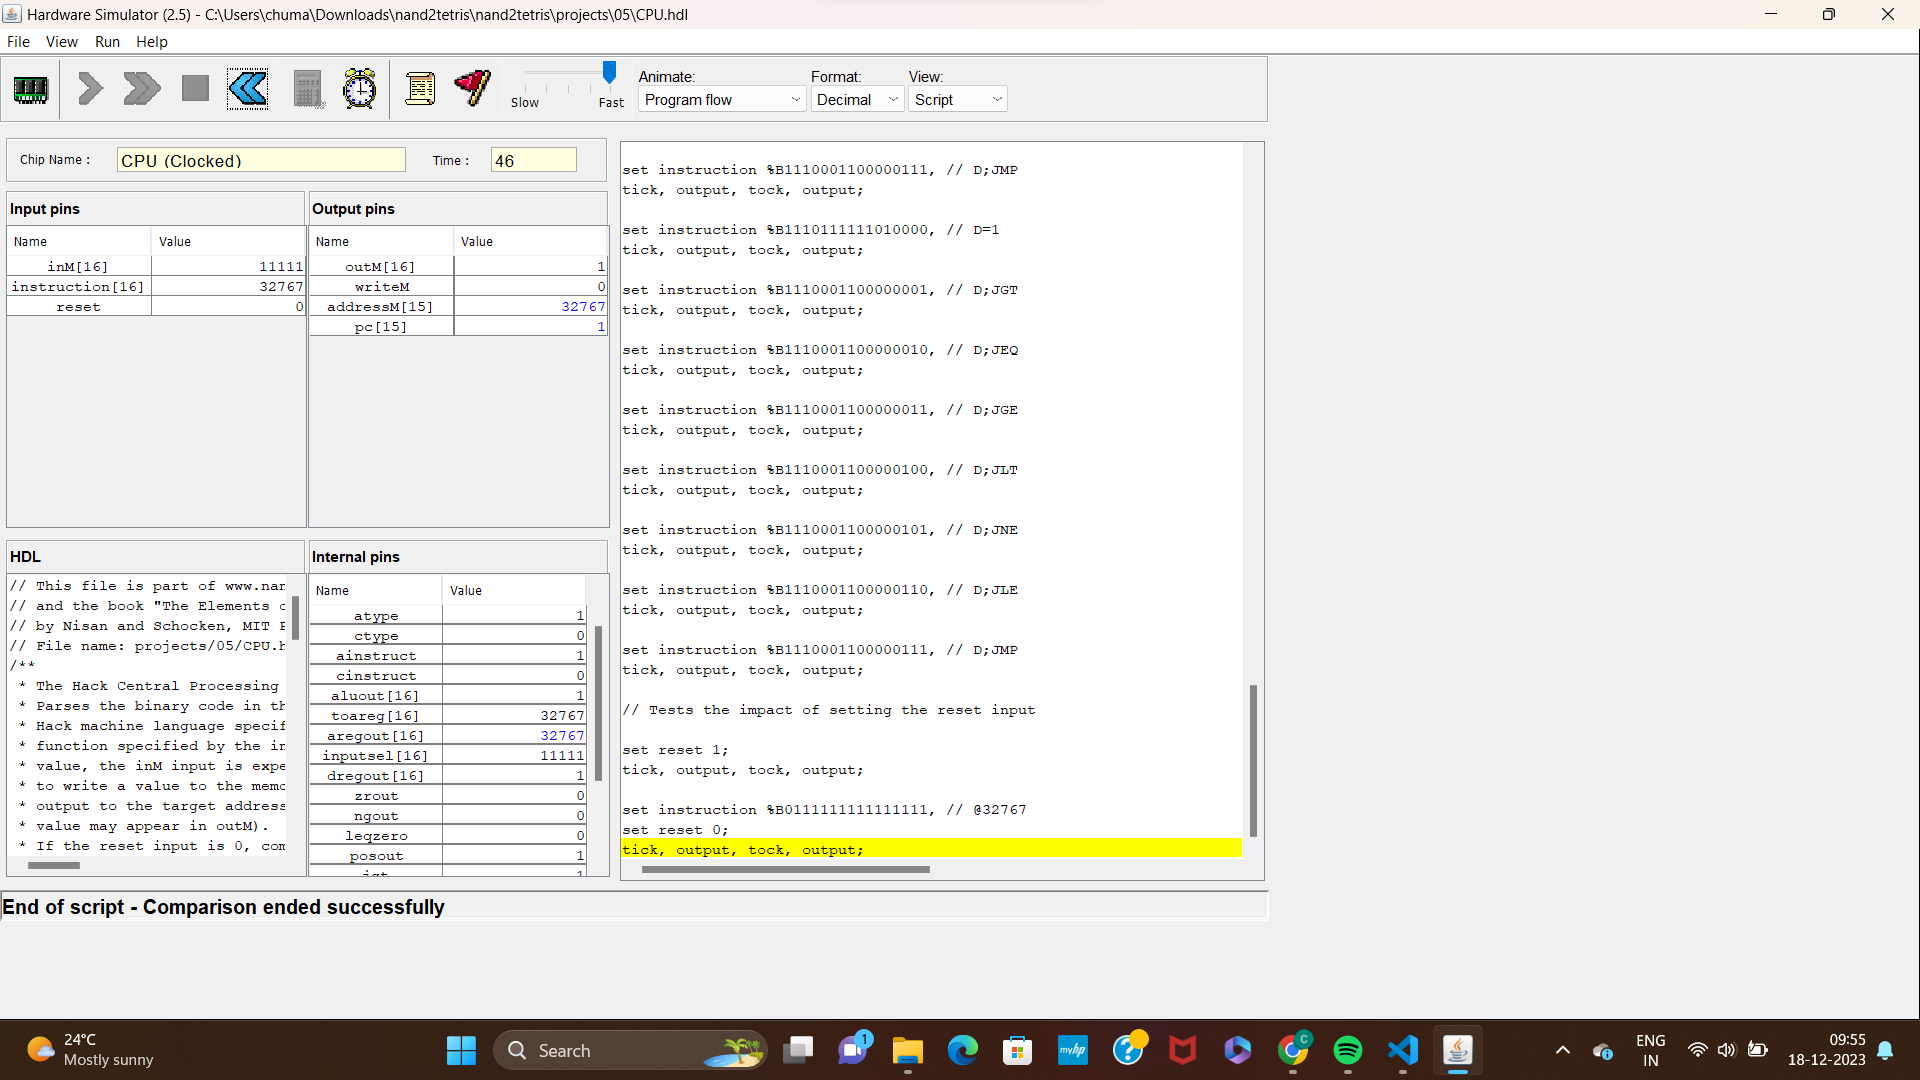 Hardware Simulator (2.5) - C:\Users\chuma\Downloads\nand2tetris\nand2tetris\projects\05\CPU.hdl
File View Run Help
Slow Fast
Animate:
Program flow
Format:
Decimal
View:
Script
Chip Name :
CPU (Clocked)
Time :
46
Input pins
Name Value
inM[16] 11111
instruction[16] 32767
reset 0
Output pins
Name Value
outM[16] 1
writeM 0
addressM[15] 32767
pc[15] 1
HDL
// This file is part of www.nan
// and the book "The Elements o
// by Nisan and Schocken, MIT P
// File name: projects/05/CPU.h
/**
* The Hack Central Processing
* Parses the binary code in th
* Hack machine language specif
* function specified by the in
* value, the inM input is expe
* to write a value to the memo
* output to the target address
* value may appear in outM).
* If the reset input is 0, com
Internal pins
Name Value
atype 1
ctype 0
ainstruct 1
cinstruct 0
aluout[16] 1
toareg[16] 32767
aregout[16] 32767
inputsel[16] 11111
dregout[16] 1
zrout 0
ngout 0
leqzero 0
posout 1
jgt 1
set instruction %B1110001100000111, // D;JMP
tick, output, tock, output;
set instruction %B1110111111010000, // D=1
tick, output, tock, output;
set instruction %B1110001100000001, // D;JGT
tick, output, tock, output;
set instruction %B1110001100000010, // D;JEQ
tick, output, tock, output;
set instruction %B1110001100000011, // D;JGE
tick, output, tock, output;
set instruction %B1110001100000100, // D;JLT
tick, output, tock, output;
set instruction %B1110001100000101, // D;JNE
tick, output, tock, output;
set instruction %B1110001100000110, // D;JLE
tick, output, tock, output;
set instruction %B1110001100000111, // D;JMP
tick, output, tock, output;
// Tests the impact of setting the reset input
set reset 1;
tick, output, tock, output;
set instruction %B0111111111111111, // @32767
set reset 0;
tick, output, tock, output;
End of script - Comparison ended successfully
24°C
Mostly sunny
Search
1
myhp
C
ENG
IN
09:55
18-12-2023